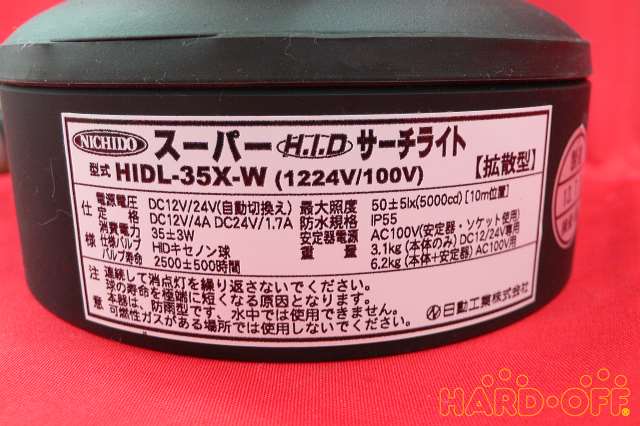 NICHIDO スーパー H.I.D サーチライト
型式 HIDL-35X-W (1224V/100V) 【拡散型】
仕様
電源電圧 DC12V/24V(自動切換え)
定格 DC12V/4A DC24V/1.7A
消費電力 35±3W
仕様バルブ HIDキセノン球
バルブ寿命 2500±500時間
最大照度 50±5lx(5000cd) [10m位置]
防水規格 IP55
安定器電源 AC100V(安定器・ソケット使用)
重量 3.1kg(本体のみ) DC12/24V専用
6.2kg(本体+安定器) AC100V用
注意
連続して消点灯を繰り返さないでください。
球の寿命を極端に短くなる原因となります。
本器は、防雨型です、水中では使用できません。
可燃性ガスがある場所では使用しないでください。
日動工業株式会社
HARD・OFF